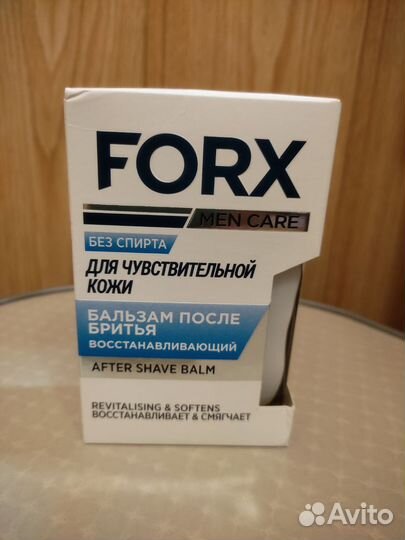 FORX
MEN CARE
БЕЗ СПИРТА
ДЛЯ ЧУВСТВИТЕЛЬНОЙ
КОЖИ
БАЛЬЗАМ ПОСЛЕ
БРИТЬЯ
ВОССТАНАВЛИВАЮЩИЙ
AFTER SHAVE BALM
REVITALISING & SOFTENS
ВОССТАНАВЛИВАЕТ & СМЯГЧАЕТ
Avito